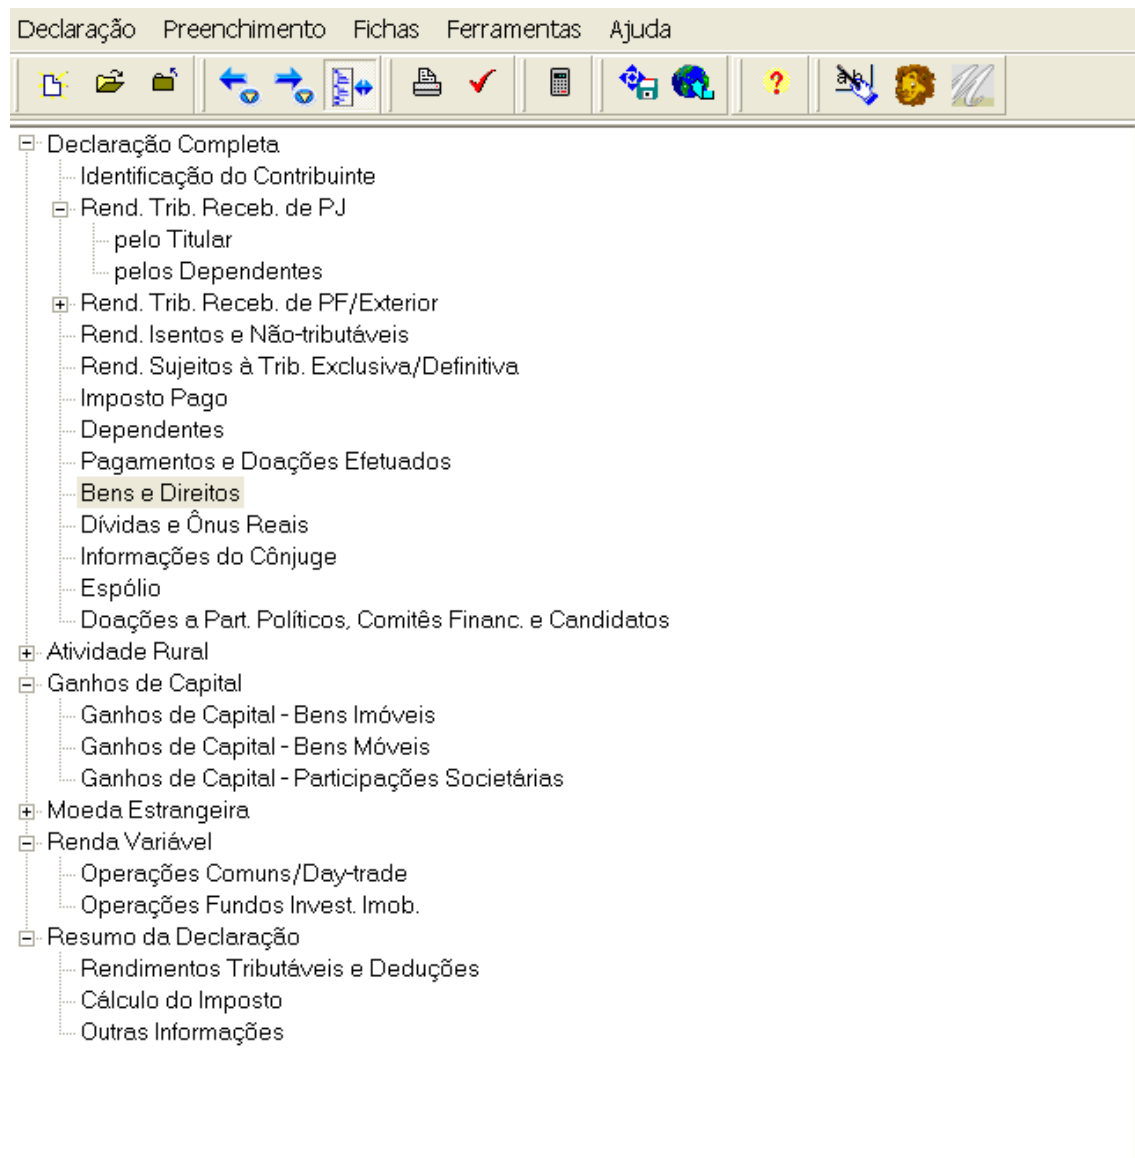 Declaração Preenchimento Fichas Ferramentas Ajuda
Declaração Completa
Identificação do Contribuinte
Rend. Trib. Receb. de PJ
pelo Titular
pelos Dependentes
Rend. Trib. Receb. de PF/Exterior
Rend. Isentos e Não-tributáveis
Rend. Sujeitos à Trib. Exclusiva/Definitiva
Imposto Pago
Dependentes
Pagamentos e Doações Efetuados
Bens e Direitos
Dívidas e Ônus Reais
Informações do Cônjuge
Espólio
Doações a Part. Políticos, Comitês Financ. e Candidatos
Atividade Rural
Ganhos de Capital
Ganhos de Capital - Bens Imóveis
Ganhos de Capital - Bens Móveis
Ganhos de Capital - Participações Societárias
Moeda Estrangeira
Renda Variável
Operações Comuns/Day-trade
Operações Fundos Invest. Imob.
Resumo da Declaração
Rendimentos Tributáveis e Deduções
Cálculo do Imposto
Outras Informações